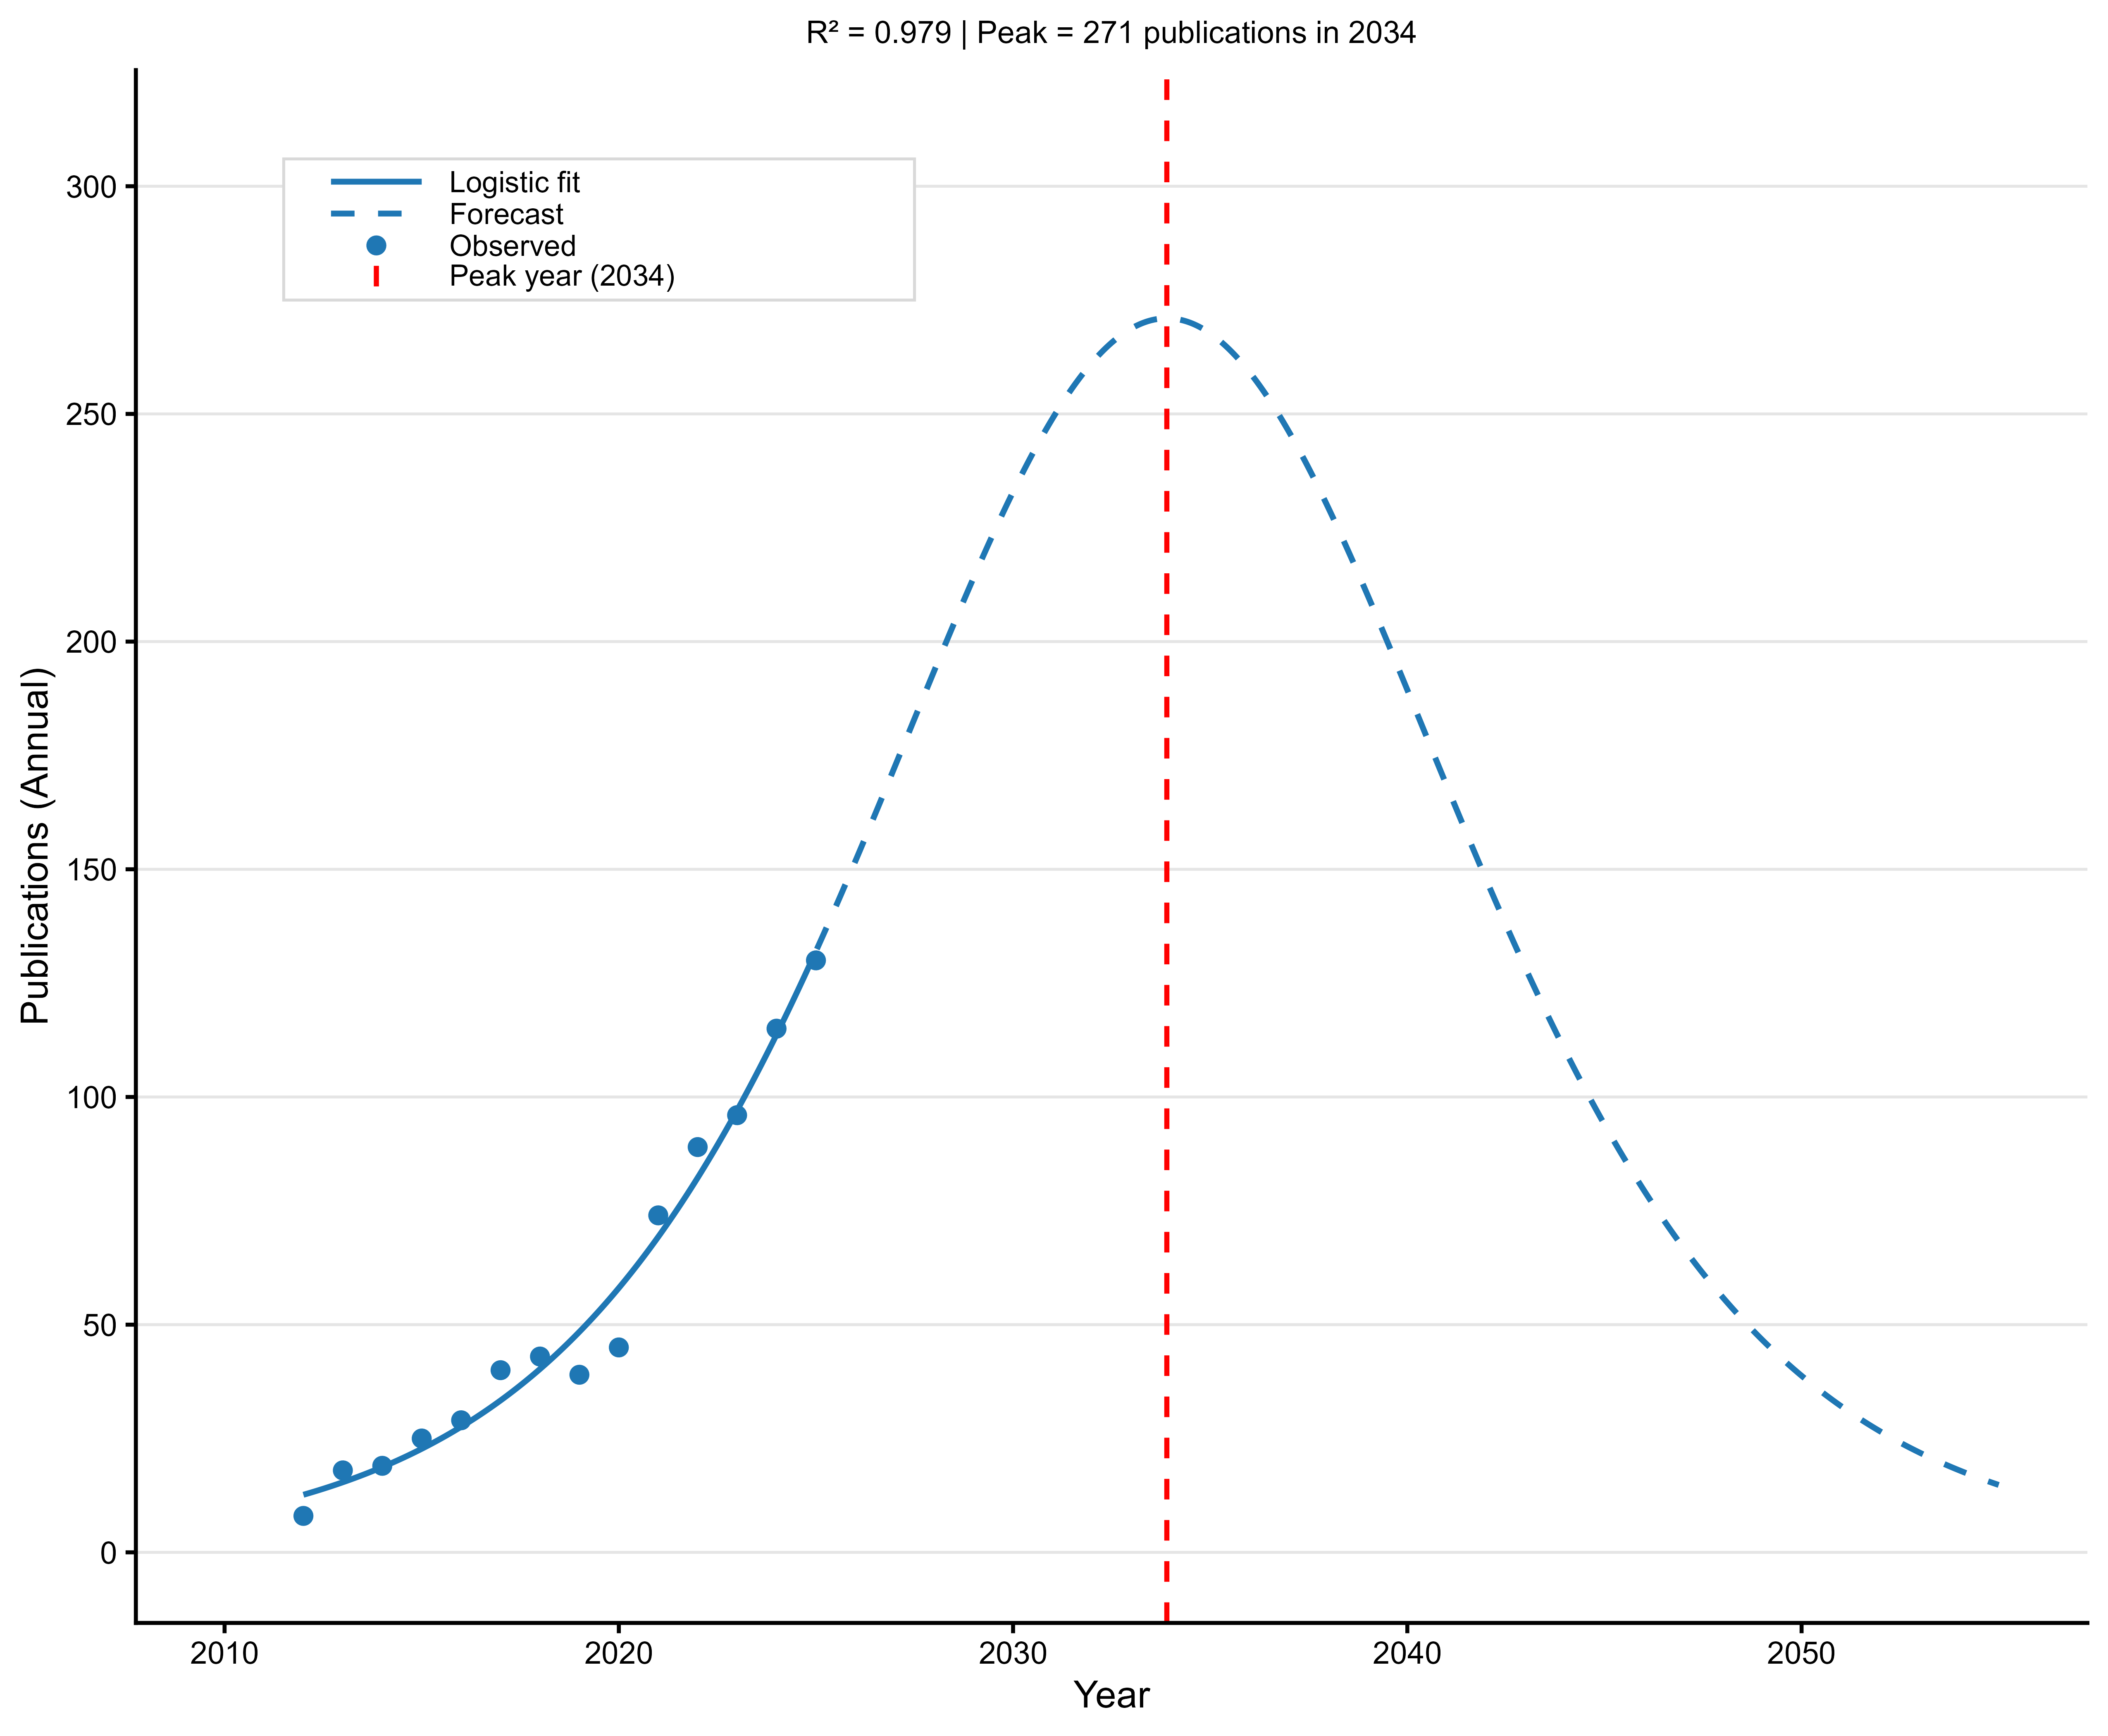 R² = 0.979 | Peak = 271 publications in 2034
Logistic fit
Forecast
Observed
Peak year (2034)
Publications (Annual)
300
250
200
150
100
50
0
2010 2020 2030 2040 2050
Year